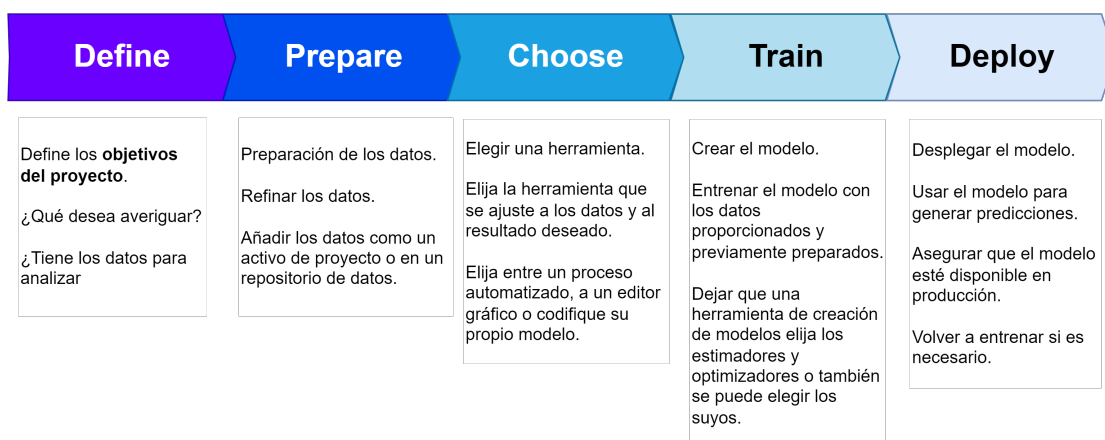 Define
Prepare
Choose
Train
Deploy
Define los objetivos
del proyecto.
¿Qué desea averiguar?
¿Tiene los datos para
analizar
Preparación de los datos.
Refinar los datos.
Añadir los datos como un
activo de proyecto o en un
repositorio de datos.
Elegir una herramienta.
Elija la herramienta que
se ajuste a los datos y al
resultado deseado.
Elija entre un proceso
automatizado, a un editor
gráfico o codifique su
propio modelo.
Crear el modelo.
Entrenar el modelo con
los datos
proporcionados y
previamente preparados.
Dejar que una
herramienta de creación
de modelos elija los
estimadores y
optimizadores o también
se puede elegir los
suyos.
Desplegar el modelo.
Usar el modelo para
generar predicciones.
Asegurar que el modelo
esté disponible en
producción.
Volver a entrenar si es
necesario.